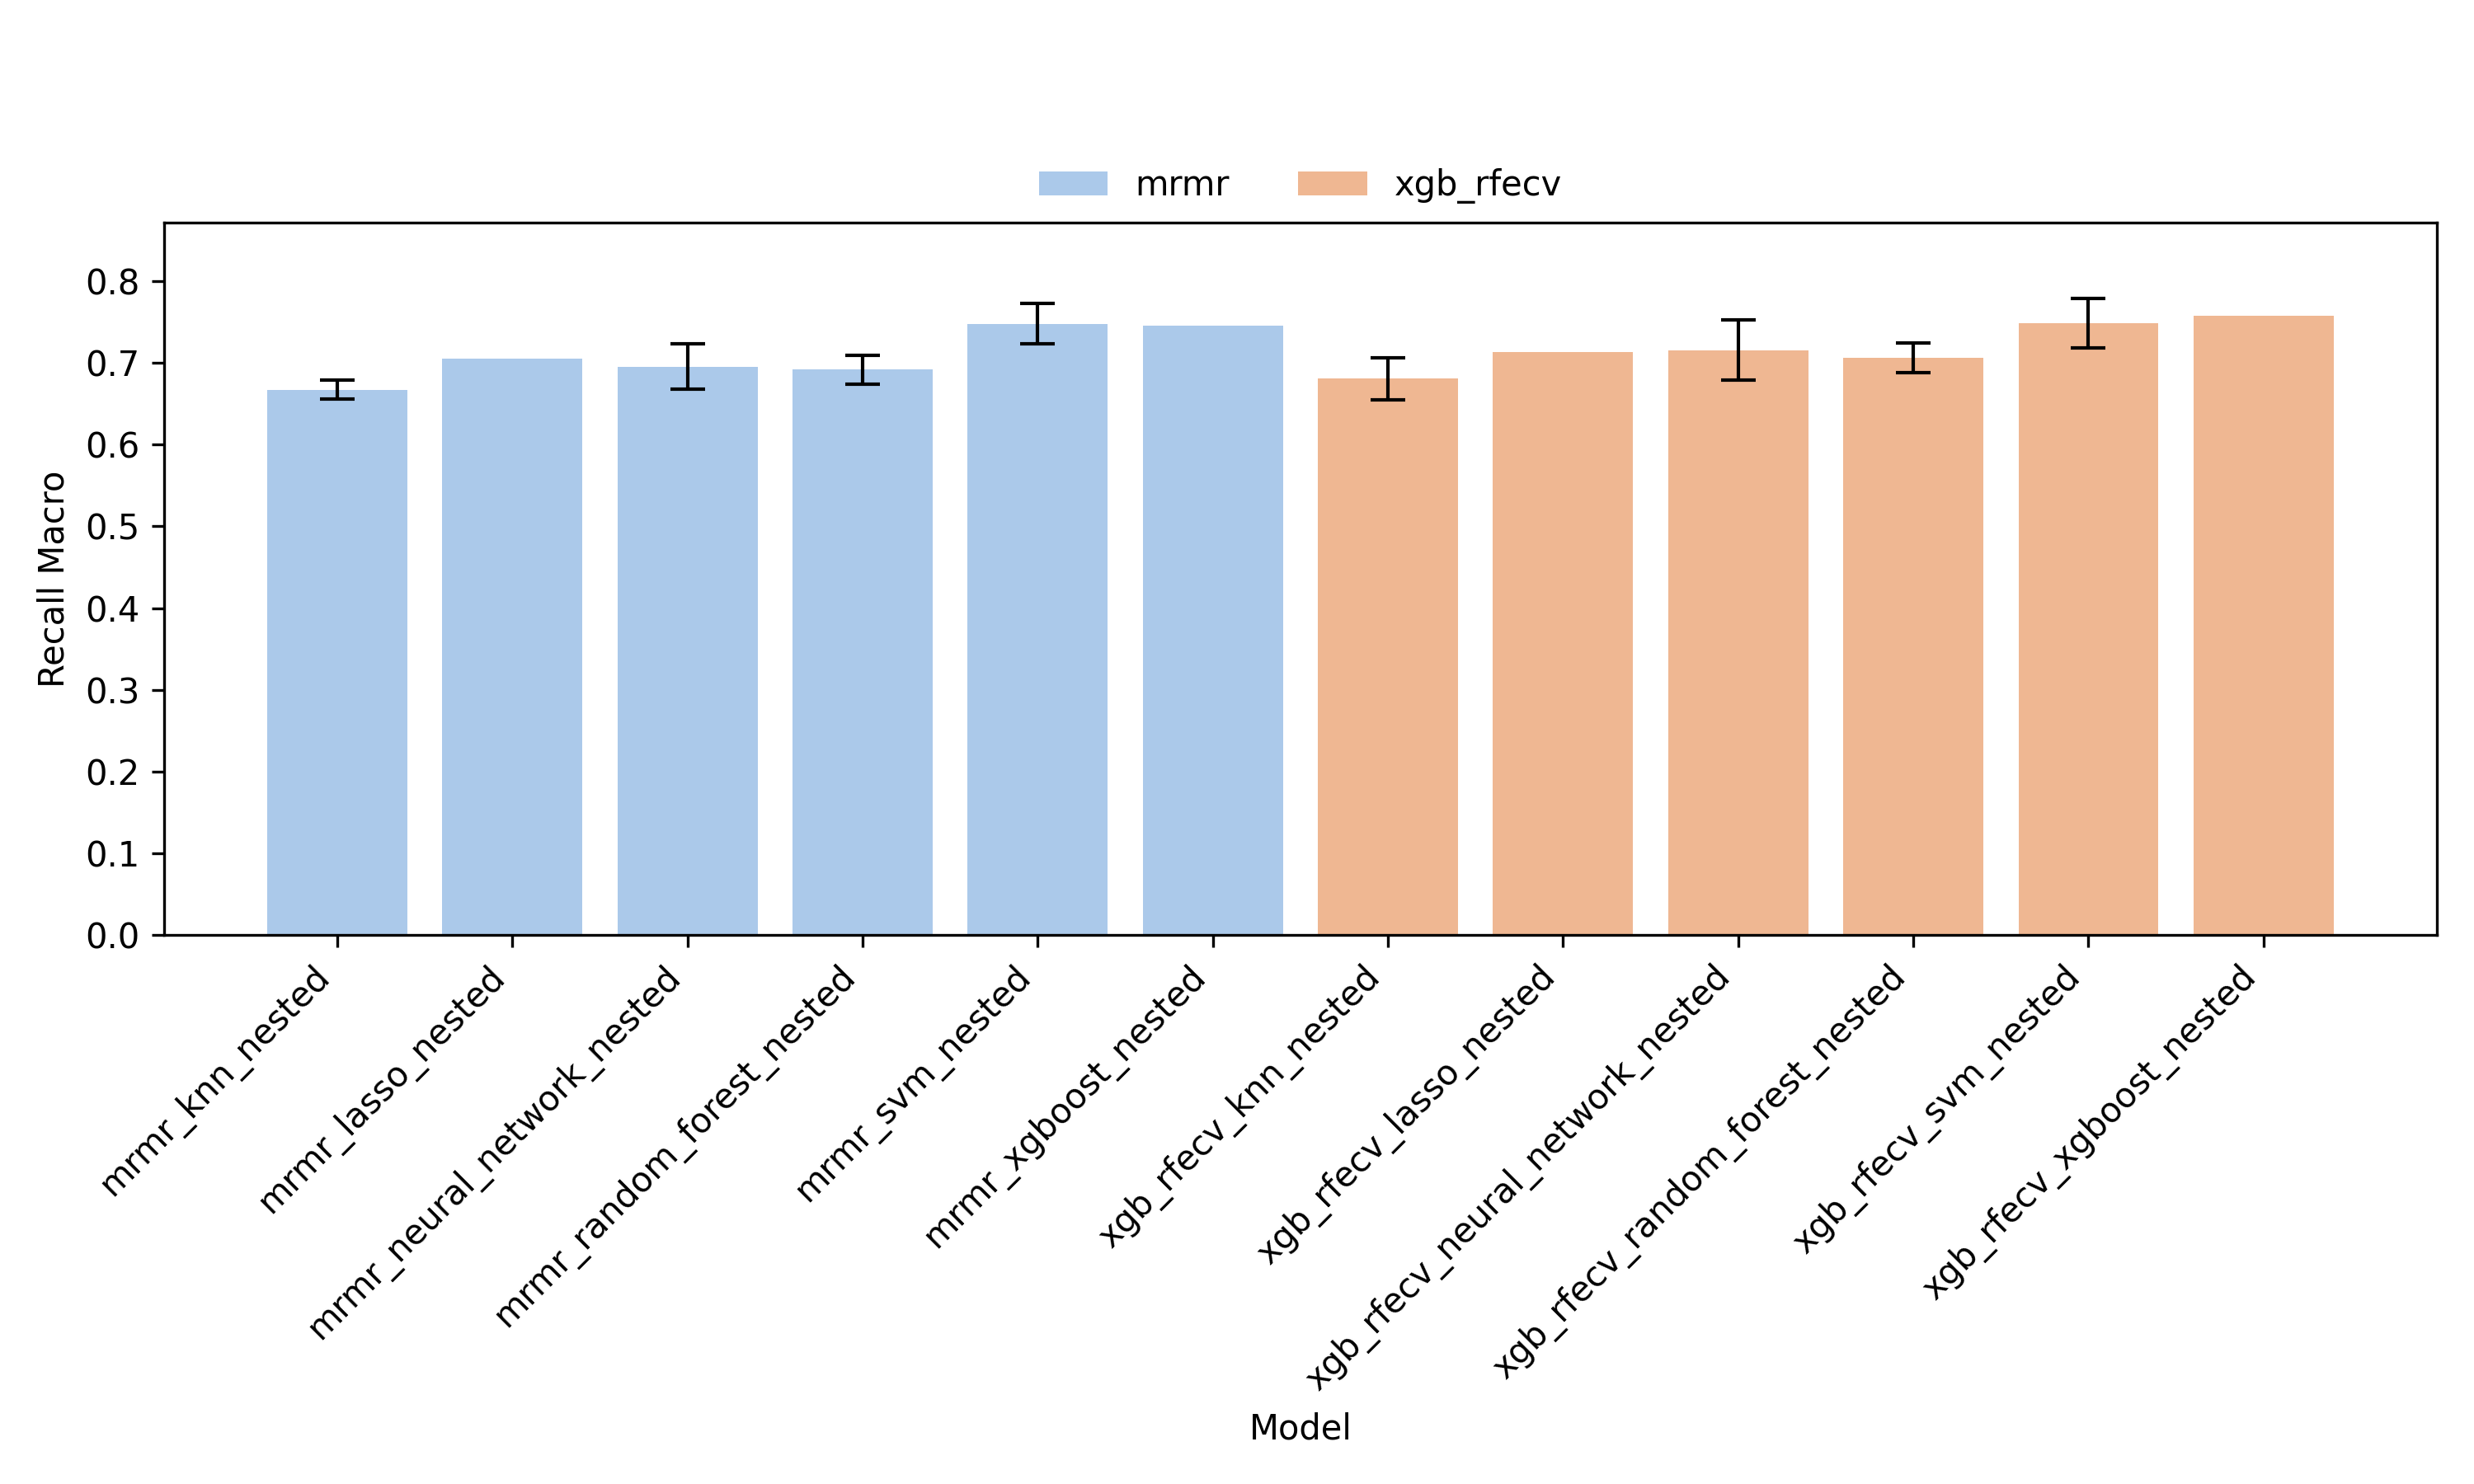 mrmr xgb_rfecv
Recall Macro
0.8
0.7
0.6
0.5
0.4
0.3
0.2
0.1
0.0
mrmr_knn_nested
mrmr_lasso_nested
mrmr_neural_network_nested
mrmr_random_forest_nested
mrmr_svm_nested
mrmr_xgboost_nested
xgb_rfecv_knn_nested
xgb_rfecv_lasso_nested
xgb_rfecv_neural_network_nested
xgb_rfecv_random_forest_nested
xgb_rfecv_svm_nested
xgb_rfecv_xgboost_nested
Model